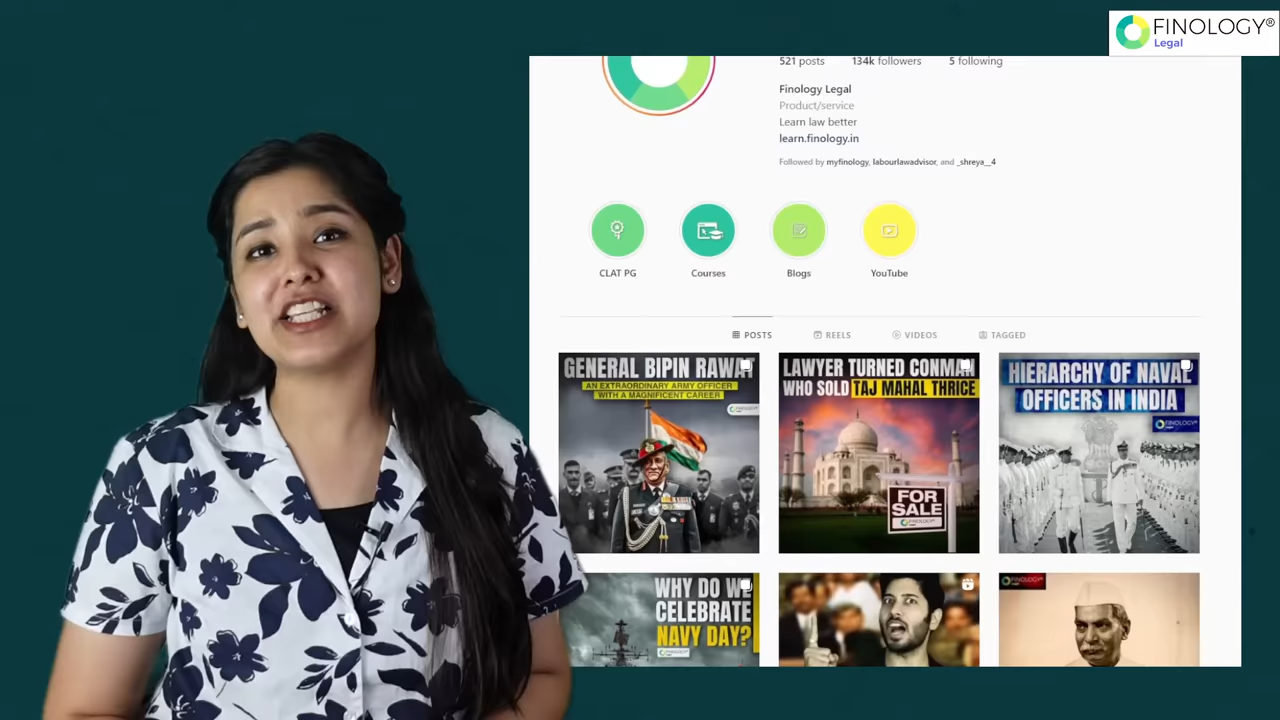 FINOLOGY®
Legal
521 posts 134k followers 5 following
Finology Legal
Product/service
Learn law better
learn.finology.in
Followed by myfinology, labourlawadvisor, and _shreya__4
CLAT PG
Courses
Blogs
YouTube
POSTS
REELS
VIDEOS
TAGGED
GENERAL BIPIN RAWAT
AN EXTRAORDINARY ARMY OFFICER
WITH A MAGNIFICENT CAREER
LAWYER TURNED CONMAN
WHO SOLD TAJ MAHAL THRICE
FOR
SALE
HIERARCHY OF NAVAL
OFFICERS IN INDIA
FINOLOGY
WHY DO WE
CELEBRATE
NAVY DAY?
FINOLOGY